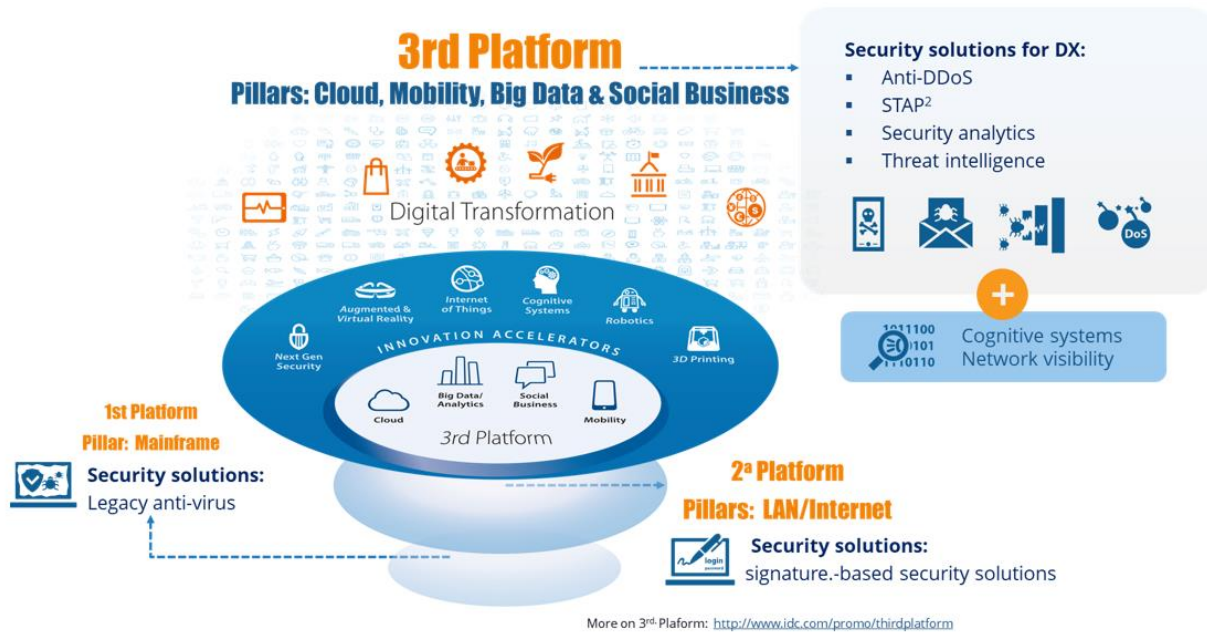 3rd Platform
Pillars: Cloud, Mobility, Big Data & Social Business
Security solutions for DX:
▪ Anti-DDoS
▪ STAP²
▪ Security analytics
▪ Threat intelligence
DoS
+
1011100
0101
1110110
Cognitive systems
Network visibility
Digital Transformation
Augmented &
Virtual Reality
Internet
of Things
Cognitive
Systems
Robotics
Next Gen
Security
INNOVATION ACCELERATORS
3D Printing
Cloud
Big Data/
Analytics
Social
Business
Mobility
3rd Platform
1st Platform
Pillar: Mainframe
Security solutions:
Legacy anti-virus
2ª Platform
Pillars: LAN/Internet
login
password
Security solutions:
signature.-based security solutions
More on 3rd. Plaform: http://www.idc.com/promo/thirdplatform